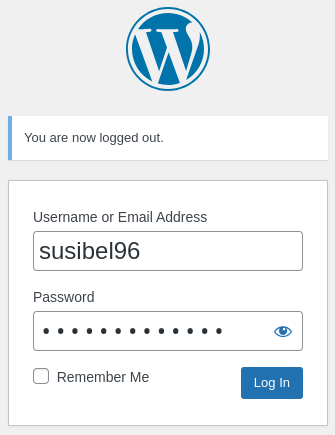 You are now logged out.
Username or Email Address
susibel96
Password
•••••••••••••
Remember Me
Log In